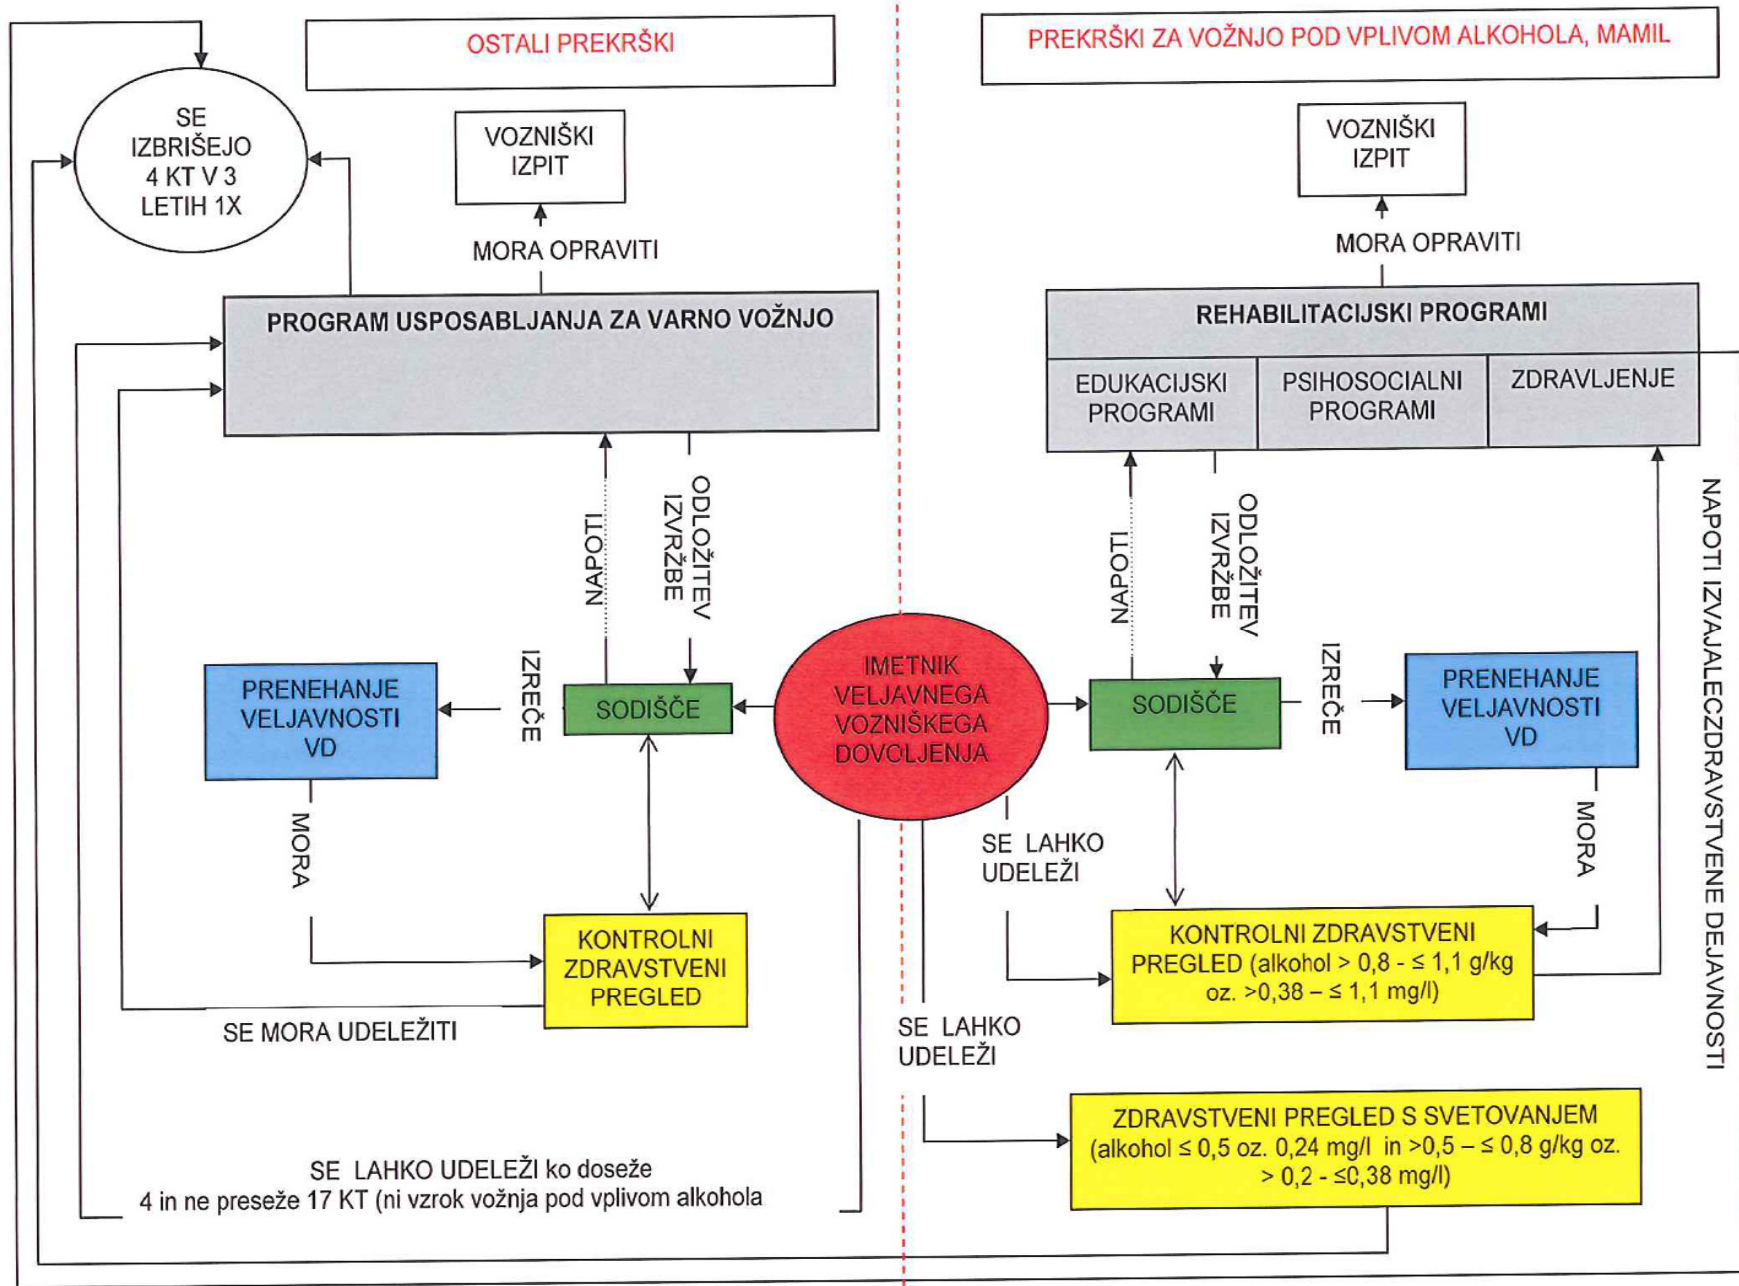 OSTALI PREKRŠKI
PREKRŠKI ZA VOŽNJO POD VPLIVOM ALKOHOLA, MAMIL
SE
IZBRIŠEJO
4 KT V 3
LETIH 1X
VOZNIŠKI
IZPIT
VOZNIŠKI
IZPIT
MORA OPRAVITI
MORA OPRAVITI
PROGRAM USPOSABLJANJA ZA VARNO VOŽNJO
REHABILITACIJSKI PROGRAMI
EDUKACIJSKI
PROGRAMI
PSIHOSOCIALNI
PROGRAMI
ZDRAVLJENJE
NAPOTI
ODLOŽITEV
IZVRŽBE
NAPOTI
ODLOŽITEV
IZVRŽBE
NAPOTI IZVAJALECZDRAVSTVENE DEJAVNOSTI
PRENEHANJE
VELJAVNOSTI
VD
IZREČE
SODIŠČE
IMETNIK
VELJAVNEGA
VOZNIŠKEGA
DOVOLJENJA
SODIŠČE
IZREČE
PRENEHANJE
VELJAVNOSTI
VD
MORA
SE LAHKO
UDELEŽI
MORA
KONTROLNI
ZDRAVSTVENI
PREGLED
KONTROLNI ZDRAVSTVENI
PREGLED (alkohol > 0,8 - ≤ 1,1 g/kg
oz. >0,38 – ≤ 1,1 mg/l)
SE MORA UDELEŽITI
SE LAHKO
UDELEŽI
ZDRAVSTVENI PREGLED S SVETOVANJEM
(alkohol ≤ 0,5 oz. 0,24 mg/l in >0,5 – ≤ 0,8 g/kg oz.
> 0,2 - ≤0,38 mg/l)
SE LAHKO UDELEŽI ko doseže
4 in ne preseže 17 KT (ni vzrok vožnja pod vplivom alkohola